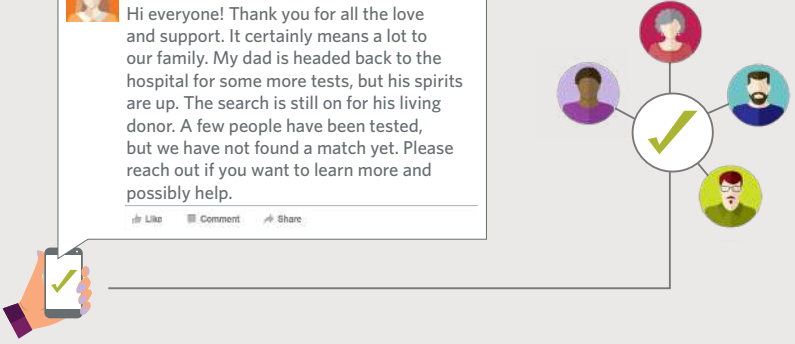 Hi everyone! Thank you for all the love
and support. It certainly means a lot to
our family. My dad is headed back to the
hospital for some more tests, but his spirits
are up. The search is still on for his living
donor. A few people have been tested,
but we have not found a match yet. Please
reach out if you want to learn more and
possibly help.
Like Comment Share